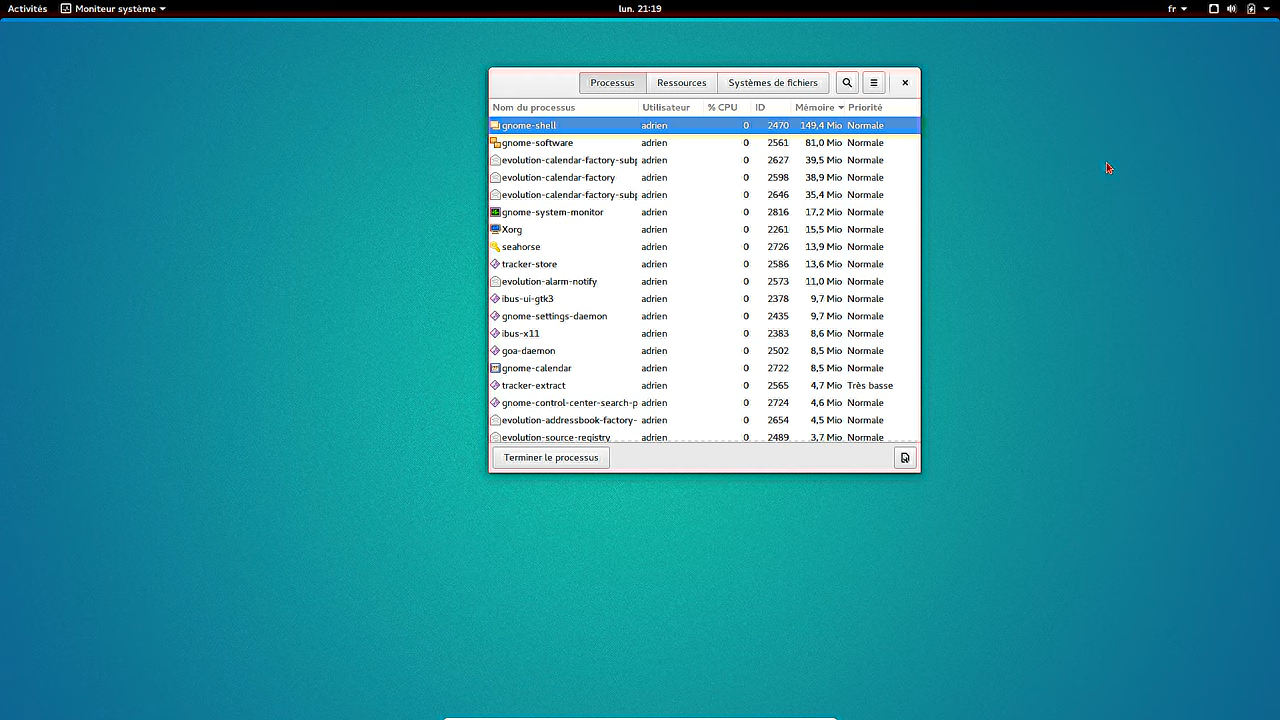 Activités Moniteur système lun. 21:19 fr
Processus Ressources Systèmes de fichiers
Nom du processus Utilisateur % CPU ID Mémoire Priorité
gnome-shell adrien 0 2470 149,4 Mio Normale
gnome-software adrien 0 2561 81,0 Mio Normale
evolution-calendar-factory-subp adrien 0 2627 39,5 Mio Normale
evolution-calendar-factory adrien 0 2598 38,9 Mio Normale
evolution-calendar-factory-subp adrien 0 2646 35,4 Mio Normale
gnome-system-monitor adrien 0 2816 17,2 Mio Normale
Xorg adrien 0 2261 15,5 Mio Normale
seahorse adrien 0 2726 13,9 Mio Normale
tracker-store adrien 0 2586 13,6 Mio Normale
evolution-alarm-notify adrien 0 2573 11,0 Mio Normale
ibus-ui-gtk3 adrien 0 2378 9,7 Mio Normale
gnome-settings-daemon adrien 0 2435 9,7 Mio Normale
ibus-x11 adrien 0 2383 8,6 Mio Normale
goa-daemon adrien 0 2502 8,5 Mio Normale
gnome-calendar adrien 0 2722 8,5 Mio Normale
tracker-extract adrien 0 2565 4,7 Mio Très basse
gnome-control-center-search-p adrien 0 2724 4,6 Mio Normale
evolution-addressbook-factory- adrien 0 2654 4,5 Mio Normale
evolution-source-registry adrien 0 2489 3,7 Mio Normale
Terminer le processus